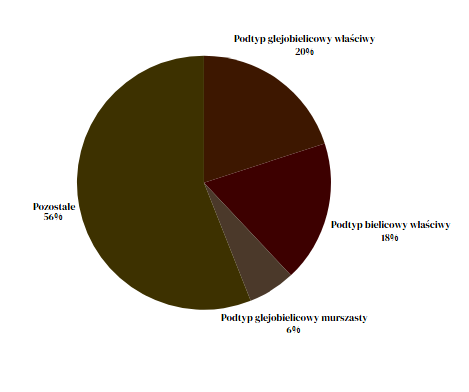 Podtyp glejobielicowy właściwy
20%
Pozostałe
56%
Podtyp bielicowy właściwy
18%
Podtyp glejobielicowy murszasty
6%